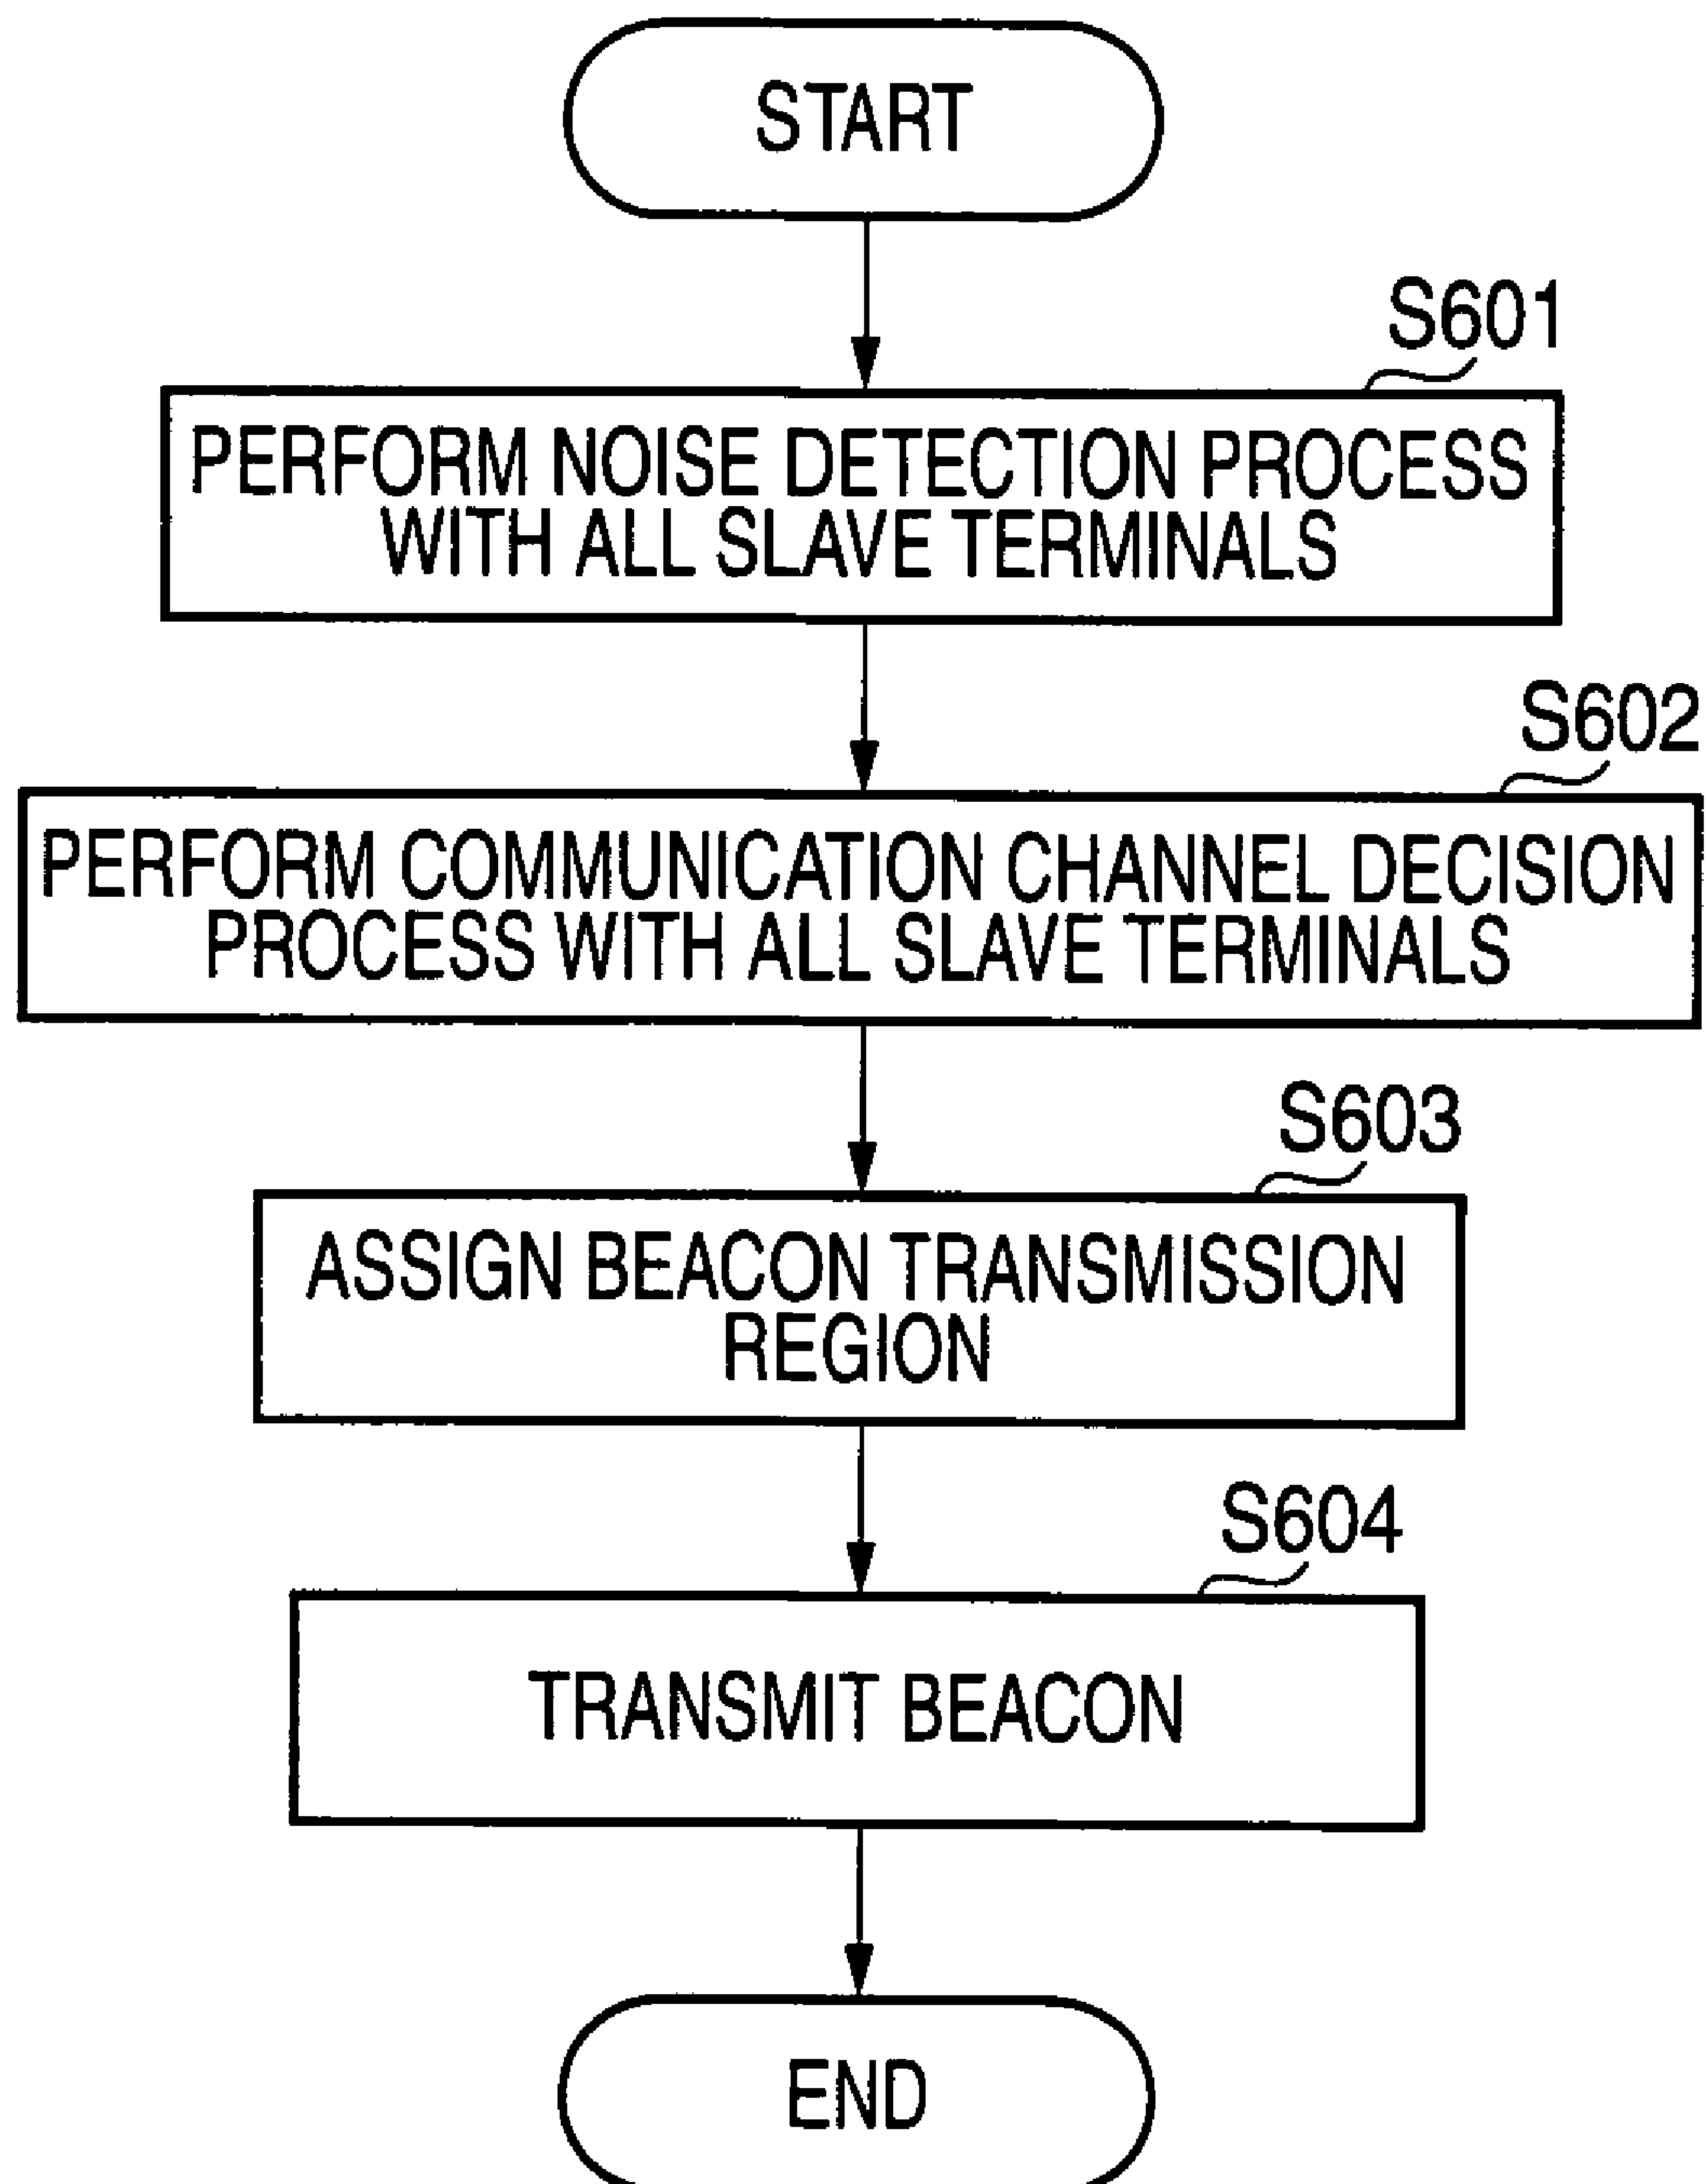 START
S601
PERFORM NOISE DETECTION PROCESS
WITH ALL SLAVE TERMINALS
S602
PERFORM COMMUNICATION CHANNEL DECISION
PROCESS WITH ALL SLAVE TERMINALS
S603
ASSIGN BEACON TRANSMISSION
REGION
S604
TRANSMIT BEACON
END